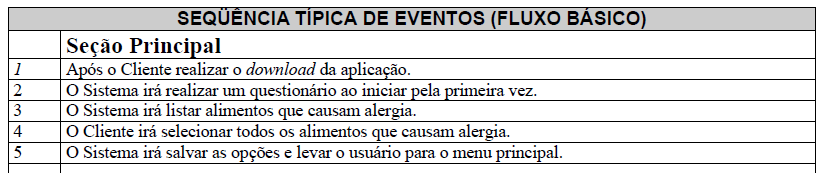 SEQÜÊNCIA TÍPICA DE EVENTOS (FLUXO BÁSICO)
Seção Principal
1 Após o Cliente realizar o download da aplicação.
2 O Sistema irá realizar um questionário ao iniciar pela primeira vez.
3 O Sistema irá listar alimentos que causam alergia.
4 O Cliente irá selecionar todos os alimentos que causam alergia.
5 O Sistema irá salvar as opções e levar o usuário para o menu principal.